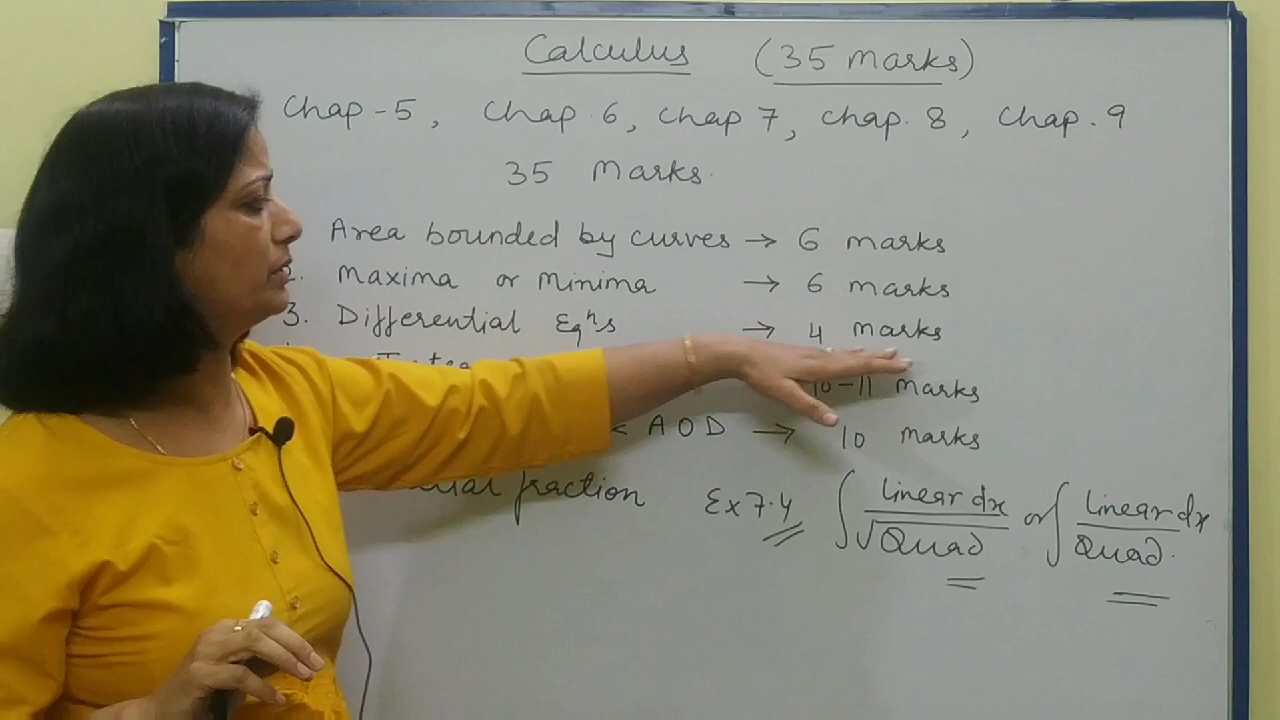 Calculus (35 marks)
Chap-5, Chap. 6, Chap 7, Chap. 8, Chap. 9
35 Marks.
Area bounded by curves → 6 marks
Maxima or Minima → 6 marks
3. Differential Eqⁿs → 4 marks
10-11 marks
AOD → 10 marks
fraction Ex 7.4 ∫ Linear dx / √Quad or ∫ Linear dx / Quad.